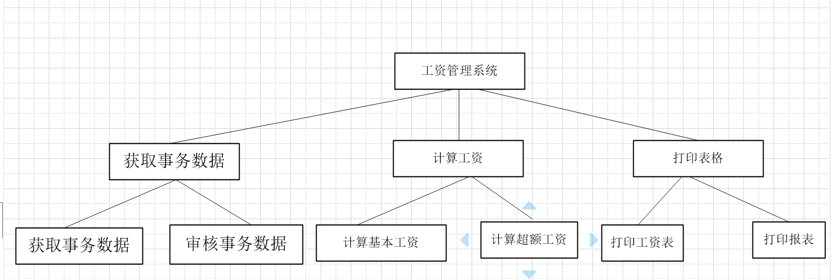 工资管理系统
获取事务数据
计算工资
打印表格
获取事务数据
审核事务数据
计算基本工资
计算超额工资
打印工资表
打印报表